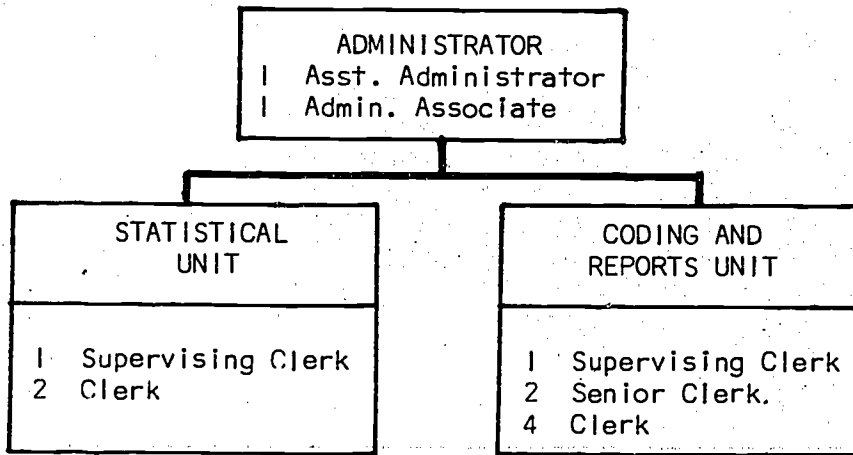 ADMINISTRATOR
1 Asst. Administrator
1 Admin. Associate
STATISTICAL
UNIT
1 Supervising Clerk
2 Clerk
CODING AND
REPORTS UNIT
1 Supervising Clerk
2 Senior Clerk.
4 Clerk